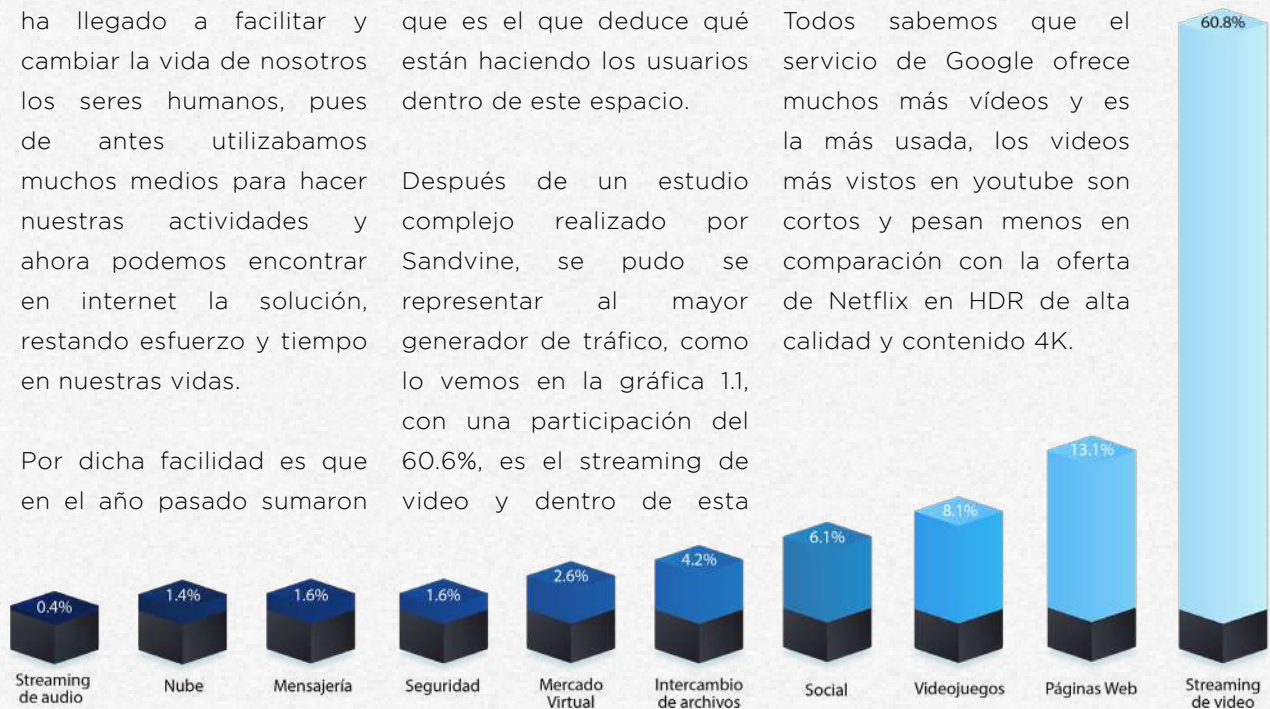 ha llegado a facilitar y
cambiar la vida de nosotros
los seres humanos, pues
de antes utilizabamos
muchos medios para hacer
nuestras actividades y
ahora podemos encontrar
en internet la solución,
restando esfuerzo y tiempo
en nuestras vidas.
Por dicha facilidad es que
en el año pasado sumaron
que es el que deduce qué
están haciendo los usuarios
dentro de este espacio.
Después de un estudio
complejo realizado por
Sandvine, se pudo se
representar al mayor
generador de tráfico, como
lo vemos en la gráfica 1.1,
con una participación del
60.6%, es el streaming de
video y dentro de esta
Todos sabemos que el
servicio de Google ofrece
muchos más vídeos y es
la más usada, los videos
más vistos en youtube son
cortos y pesan menos en
comparación con la oferta
de Netflix en HDR de alta
calidad y contenido 4K.
0.4%
1.4%
1.6%
1.6%
2.6%
4.2%
6.1%
8.1%
13.1%
60.8%
Streaming
de audio
Nube
Mensajería
Seguridad
Mercado
Virtual
Intercambio
de archivos
Social
Videojuegos
Páginas Web
Streaming
de video